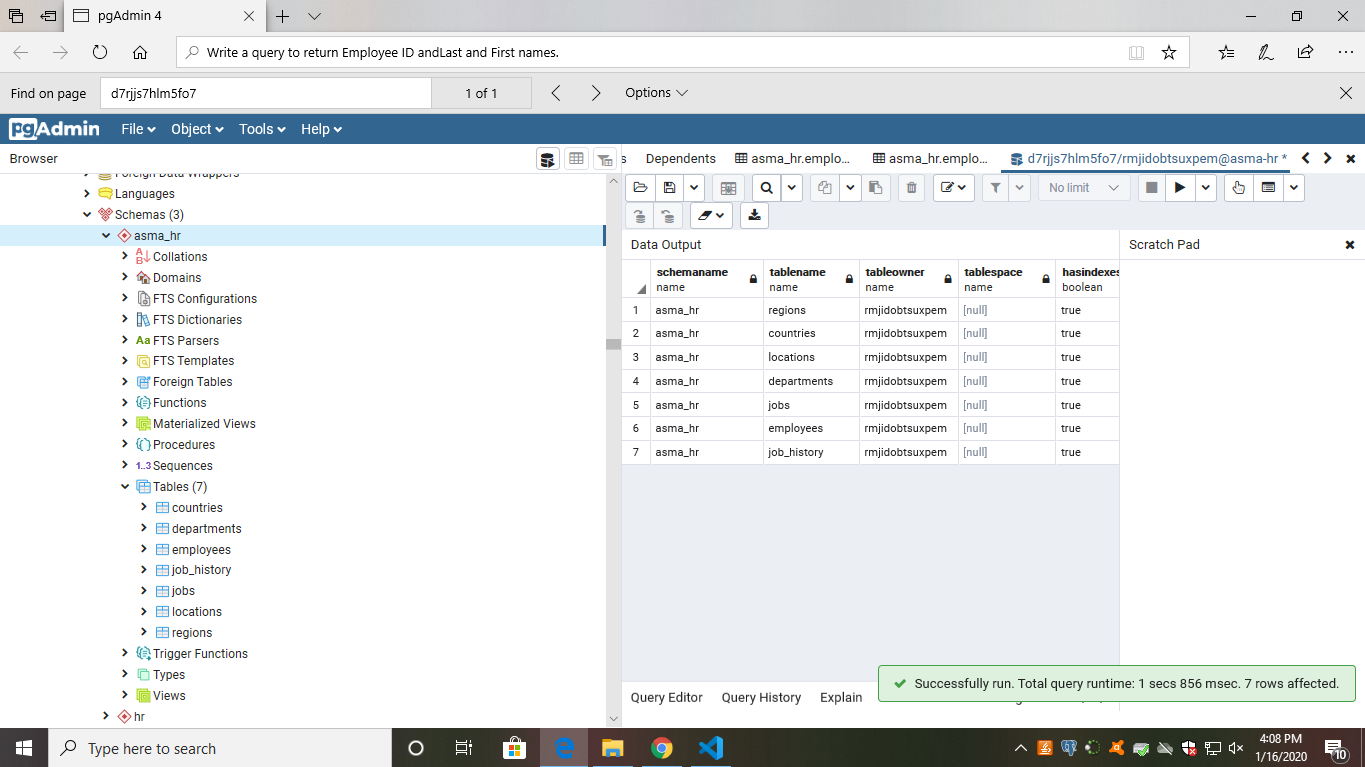 pgAdmin 4
Write a query to return Employee ID andLast and First names.
Find on page
d7rjjs7hlm5fo7
1 of 1
Options
pgAdmin File Object Tools Help
Browser
Foreign Data Wrappers
Languages
Schemas (3)
asma_hr
Collations
Domains
FTS Configurations
FTS Dictionaries
Aa FTS Parsers
FTS Templates
Foreign Tables
Functions
Materialized Views
Procedures
1..3 Sequences
Tables (7)
countries
departments
employees
job_history
jobs
locations
regions
Trigger Functions
Types
Views
hr
s Dependents asma_hr.emplo... asma_hr.emplo... d7rjjs7hlm5fo7/rmjidobtsuxpem@asma-hr *
No limit
Data Output
Scratch Pad
schemaname tablename tableowner tablespace hasindexes
name name name name boolean
1 asma_hr regions rmjidobtsuxpem [null] true
2 asma_hr countries rmjidobtsuxpem [null] true
3 asma_hr locations rmjidobtsuxpem [null] true
4 asma_hr departments rmjidobtsuxpem [null] true
5 asma_hr jobs rmjidobtsuxpem [null] true
6 asma_hr employees rmjidobtsuxpem [null] true
7 asma_hr job_history rmjidobtsuxpem [null] true
Successfully run. Total query runtime: 1 secs 856 msec. 7 rows affected.
Query Editor Query History Explain
Type here to search
4:08 PM
1/16/2020
10